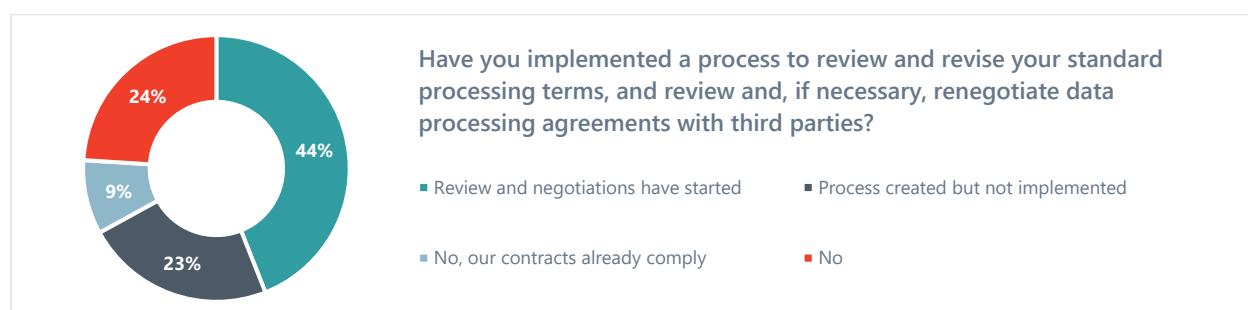 Have you implemented a process to review and revise your standard
processing terms, and review and, if necessary, renegotiate data
processing agreements with third parties?
24%
44%
9%
23%
Review and negotiations have started
Process created but not implemented
No, our contracts already comply
No